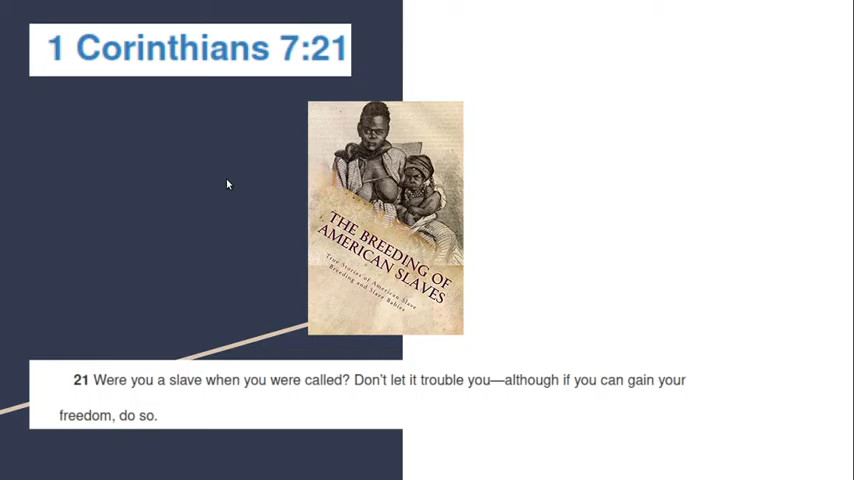 1 Corinthians 7:21
THE BREEDING OF
AMERICAN SLAVES
True Stories of American Slave
Breeding and Slave Babies
21 Were you a slave when you were called? Don’t let it trouble you—although if you can gain your
freedom, do so.